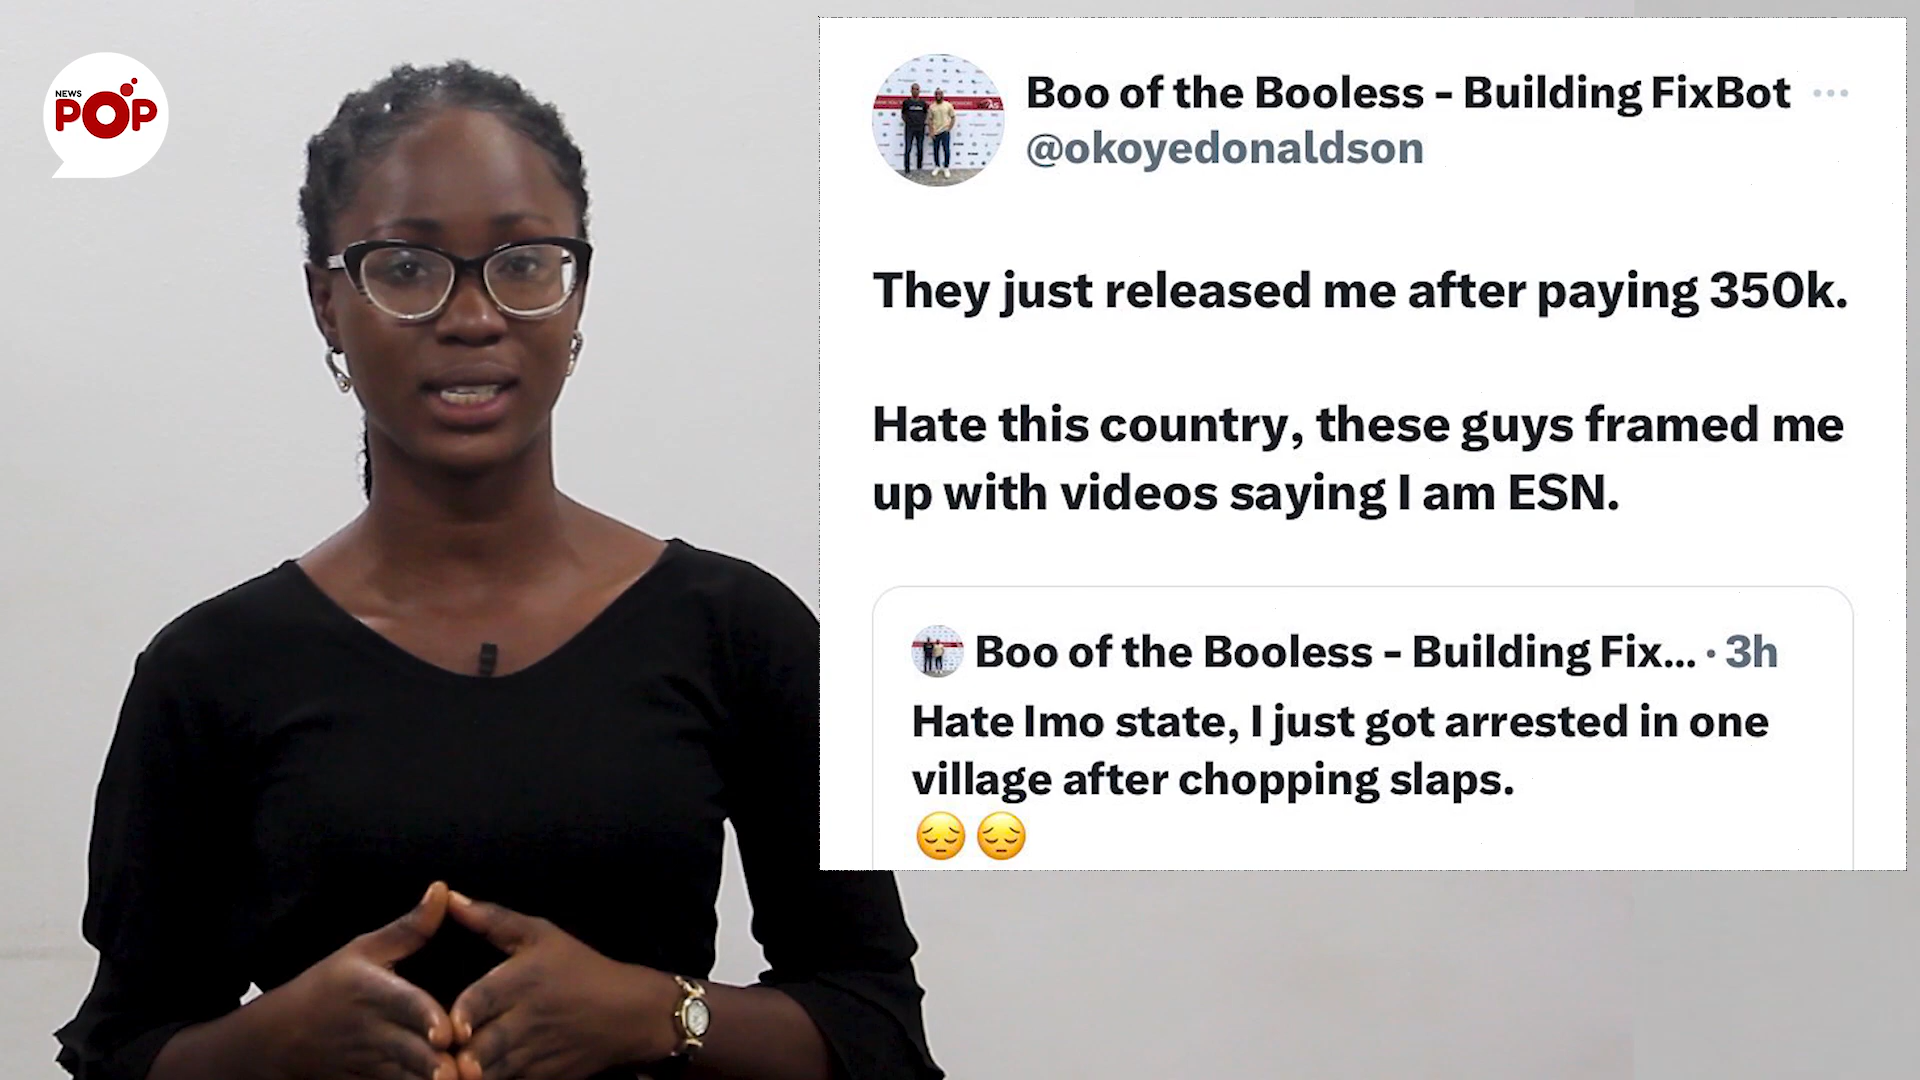 NEWS
POP
Boo of the Booless - Building FixBot ...
@okoyedonaldson
They just released me after paying 350k.
Hate this country, these guys framed me
up with videos saying I am ESN.
Boo of the Booless - Building Fix... · 3h
Hate Imo state, I just got arrested in one
village after chopping slaps.
😔 😔